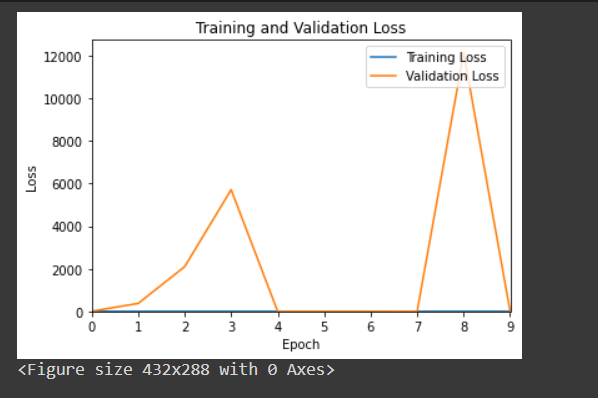 Training and Validation Loss
Training Loss
Validation Loss
12000
10000
8000
6000
4000
2000
0
Loss
0 1 2 3 4 5 6 7 8 9
Epoch
<Figure size 432x288 with 0 Axes>